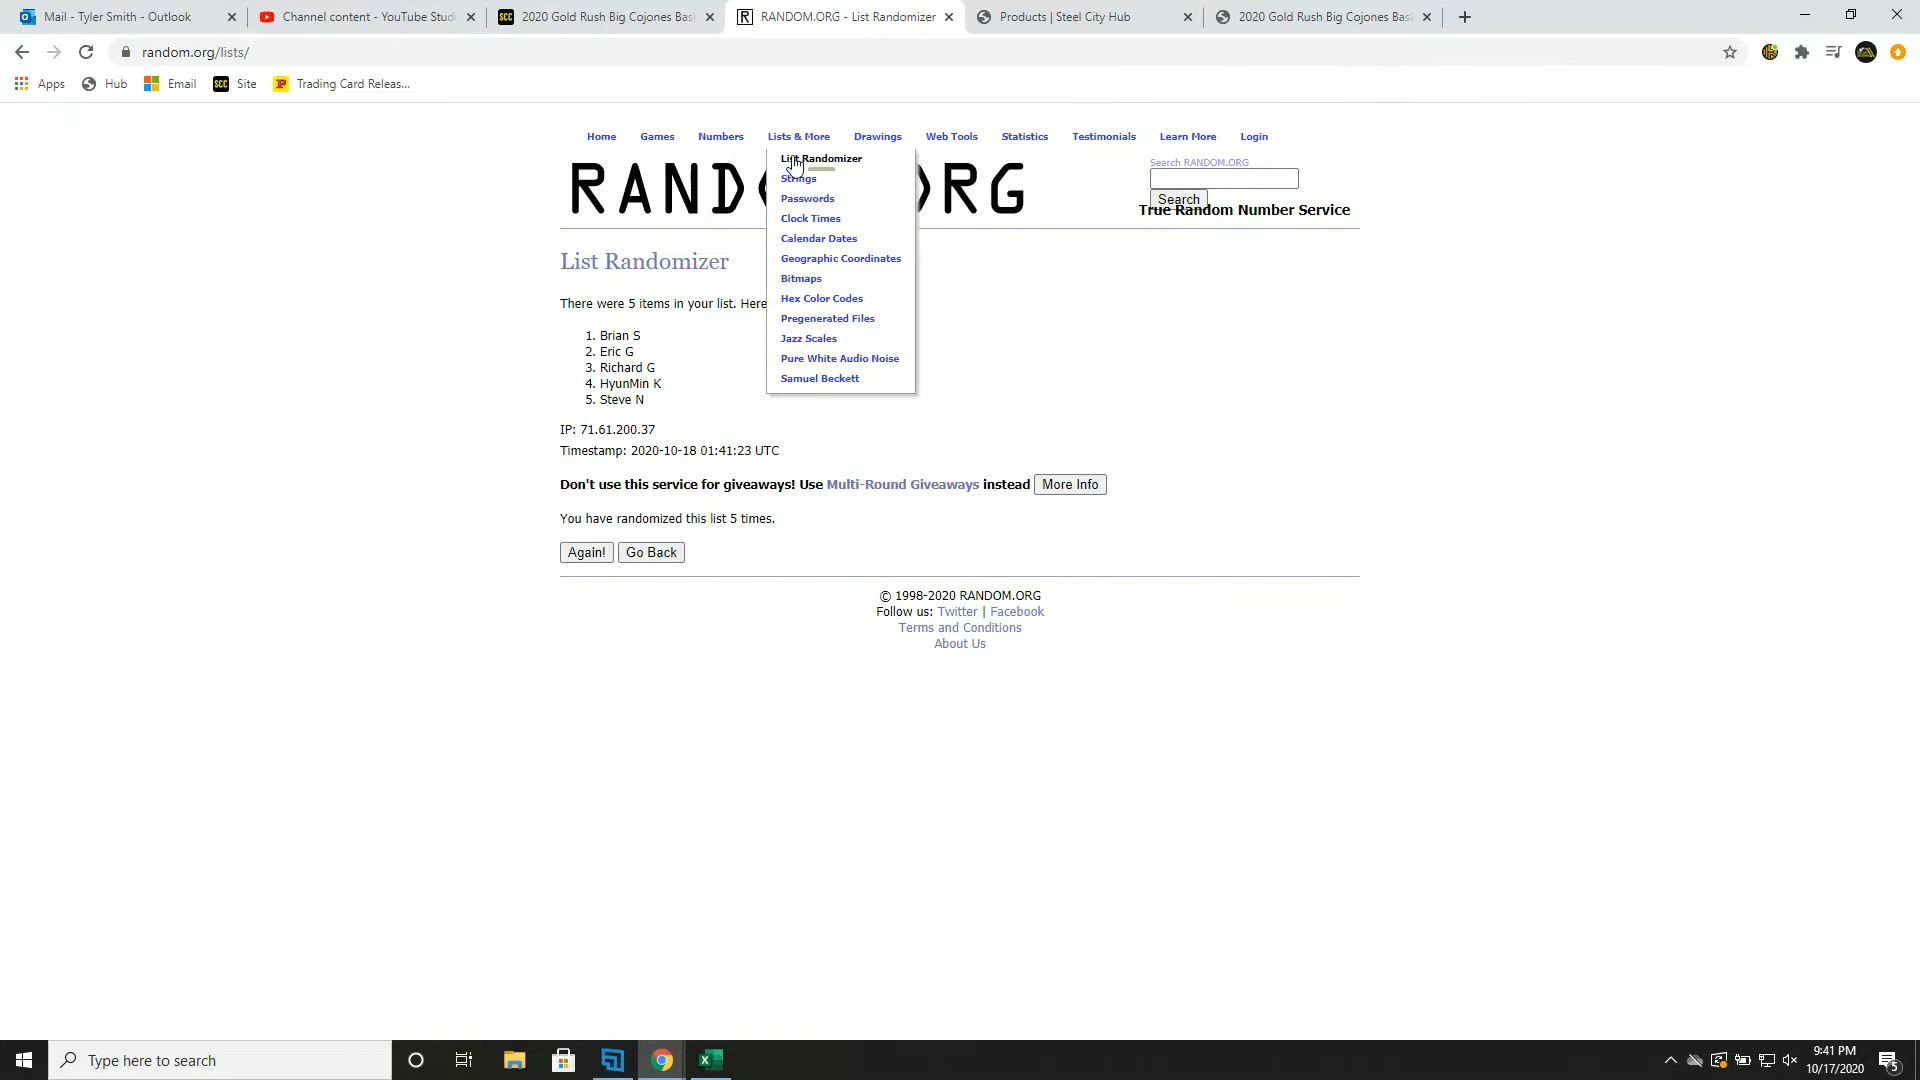 Mail - Tyler Smith - Outlook
Channel content - YouTube Stud
2020 Gold Rush Big Cojones Bas
RANDOM.ORG - List Randomizer
Products | Steel City Hub
2020 Gold Rush Big Cojones Bas
random.org/lists/
Apps
Hub
Email
SCC
Site
Trading Card Releas...
Home
Games
Numbers
Lists & More
Drawings
Web Tools
Statistics
Testimonials
Learn More
Login
List Randomizer
Strings
Passwords
Clock Times
Calendar Dates
Geographic Coordinates
Bitmaps
Hex Color Codes
Pregenerated Files
Jazz Scales
Pure White Audio Noise
Samuel Beckett
Search RANDOM.ORG
Search
True Random Number Service
List Randomizer
There were 5 items in your list. Here
1. Brian S
2. Eric G
3. Richard G
4. HyunMin K
5. Steve N
IP: 71.61.200.37
Timestamp: 2020-10-18 01:41:23 UTC
Don't use this service for giveaways! Use Multi-Round Giveaways instead More Info
You have randomized this list 5 times.
Again! Go Back
© 1998-2020 RANDOM.ORG
Follow us: Twitter | Facebook
Terms and Conditions
About Us
Type here to search
9:41 PM
10/17/2020
5